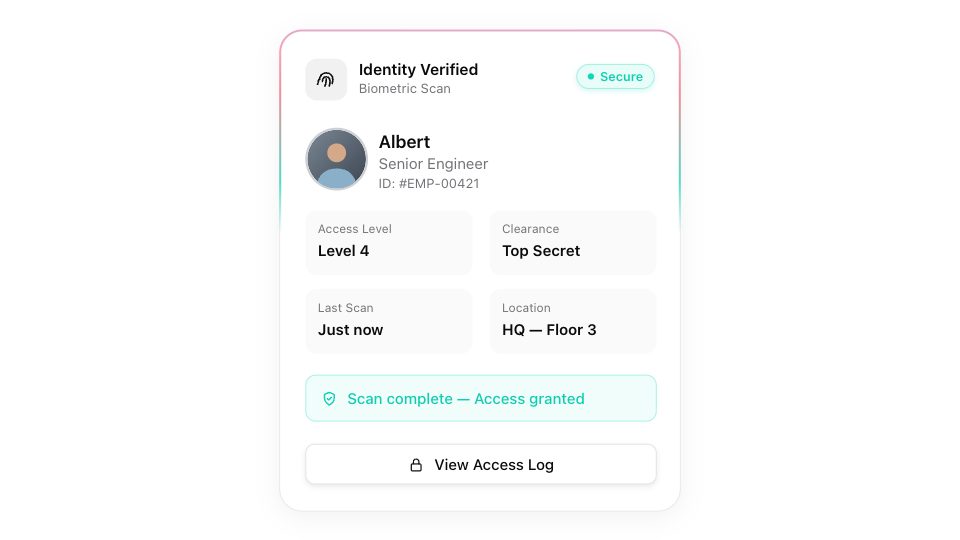 Identity Verified
Biometric Scan
Secure
Albert
Senior Engineer
ID: #EMP-00421
Access Level
Level 4
Clearance
Top Secret
Last Scan
Just now
Location
HQ — Floor 3
Scan complete — Access granted
View Access Log